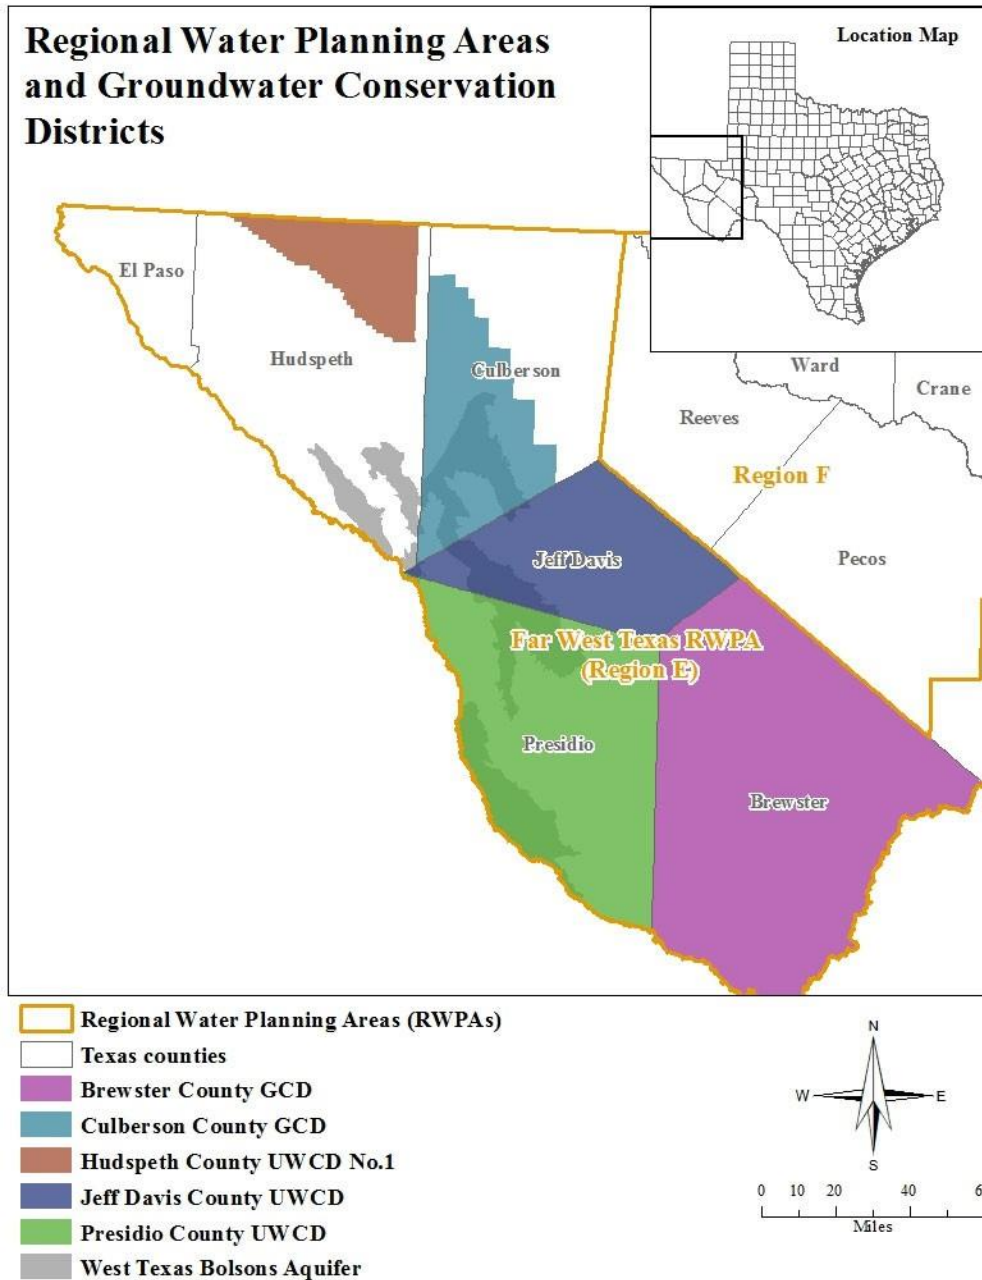 Regional Water Planning Areas
and Groundwater Conservation
Districts
Location Map
El Paso
Hudspeth
Culberson
Ward
Crane
Reeves
Region F
Pecos
Jeff Davis
Far West Texas RWPA
(Region E)
Presidio
Brewster
Regional Water Planning Areas (RWPAs)
Texas counties
Brewster County GCD
Culberson County GCD
Hudspeth County UWCD No.1
Jeff Davis County UWCD
Presidio County UWCD
West Texas Bolsons Aquifer
N
W E
S
0 10 20 40
Miles